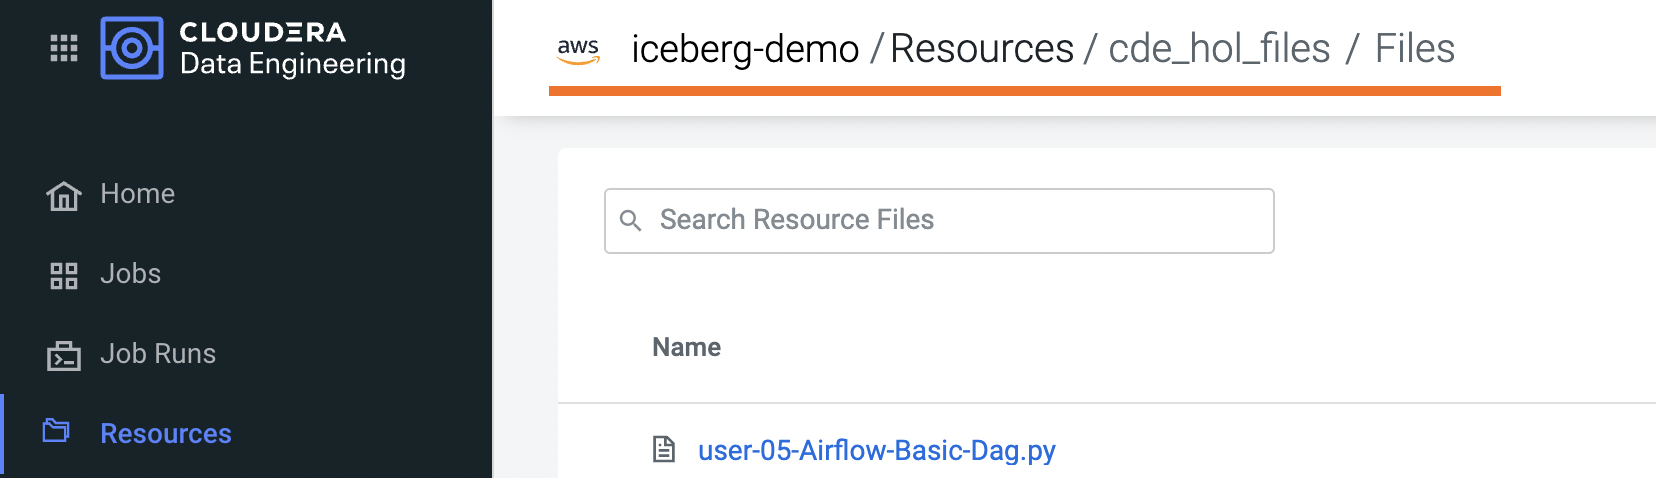 CLOUDERA
Data Engineering
aws
iceberg-demo / Resources / cde_hol_files / Files
Home
Jobs
Job Runs
Resources
Search Resource Files
Name
user-05-Airflow-Basic-Dag.py